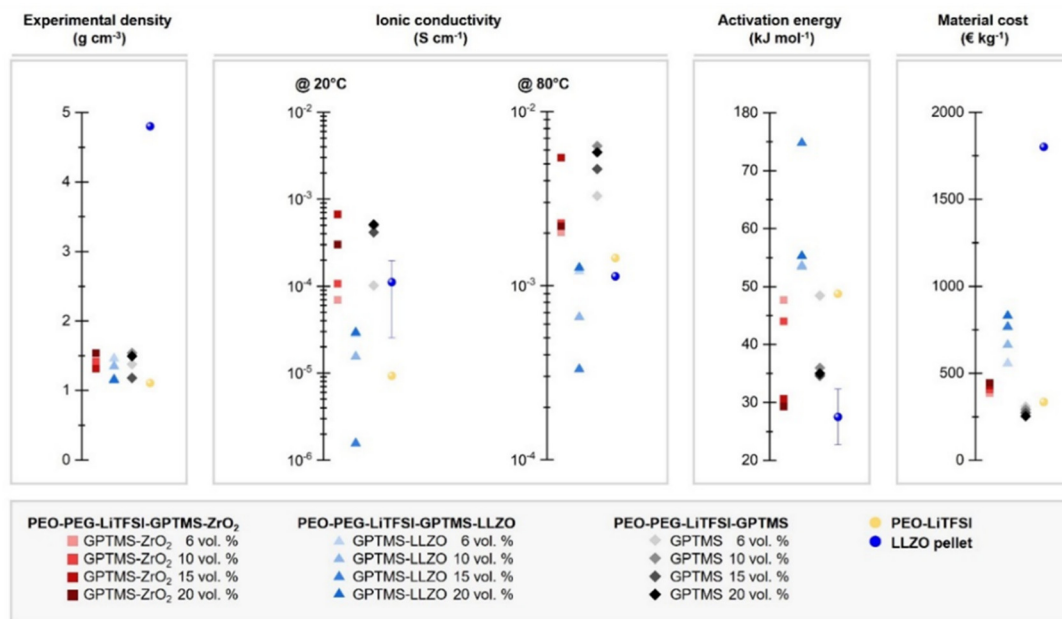 Experimental density
(g cm⁻³)
Ionic conductivity
(S cm⁻¹)
Activation energy
(kJ mol⁻¹)
Material cost
(€ kg⁻¹)
@ 20°C
@ 80°C
5
4
3
2
1
0
10⁻²
10⁻³
10⁻⁴
10⁻⁵
10⁻⁶
10⁻²
10⁻³
10⁻⁴
180
75
70
60
50
40
30
20
2000
1500
1000
500
0
PEO-PEG-LiTFSI-GPTMS-ZrO₂
GPTMS-ZrO₂ 6 vol. %
GPTMS-ZrO₂ 10 vol. %
GPTMS-ZrO₂ 15 vol. %
GPTMS-ZrO₂ 20 vol. %
PEO-PEG-LiTFSI-GPTMS-LLZO
GPTMS-LLZO 6 vol. %
GPTMS-LLZO 10 vol. %
GPTMS-LLZO 15 vol. %
GPTMS-LLZO 20 vol. %
PEO-PEG-LiTFSI-GPTMS
GPTMS 6 vol. %
GPTMS 10 vol. %
GPTMS 15 vol. %
GPTMS 20 vol. %
PEO-LiTFSI
LLZO pellet